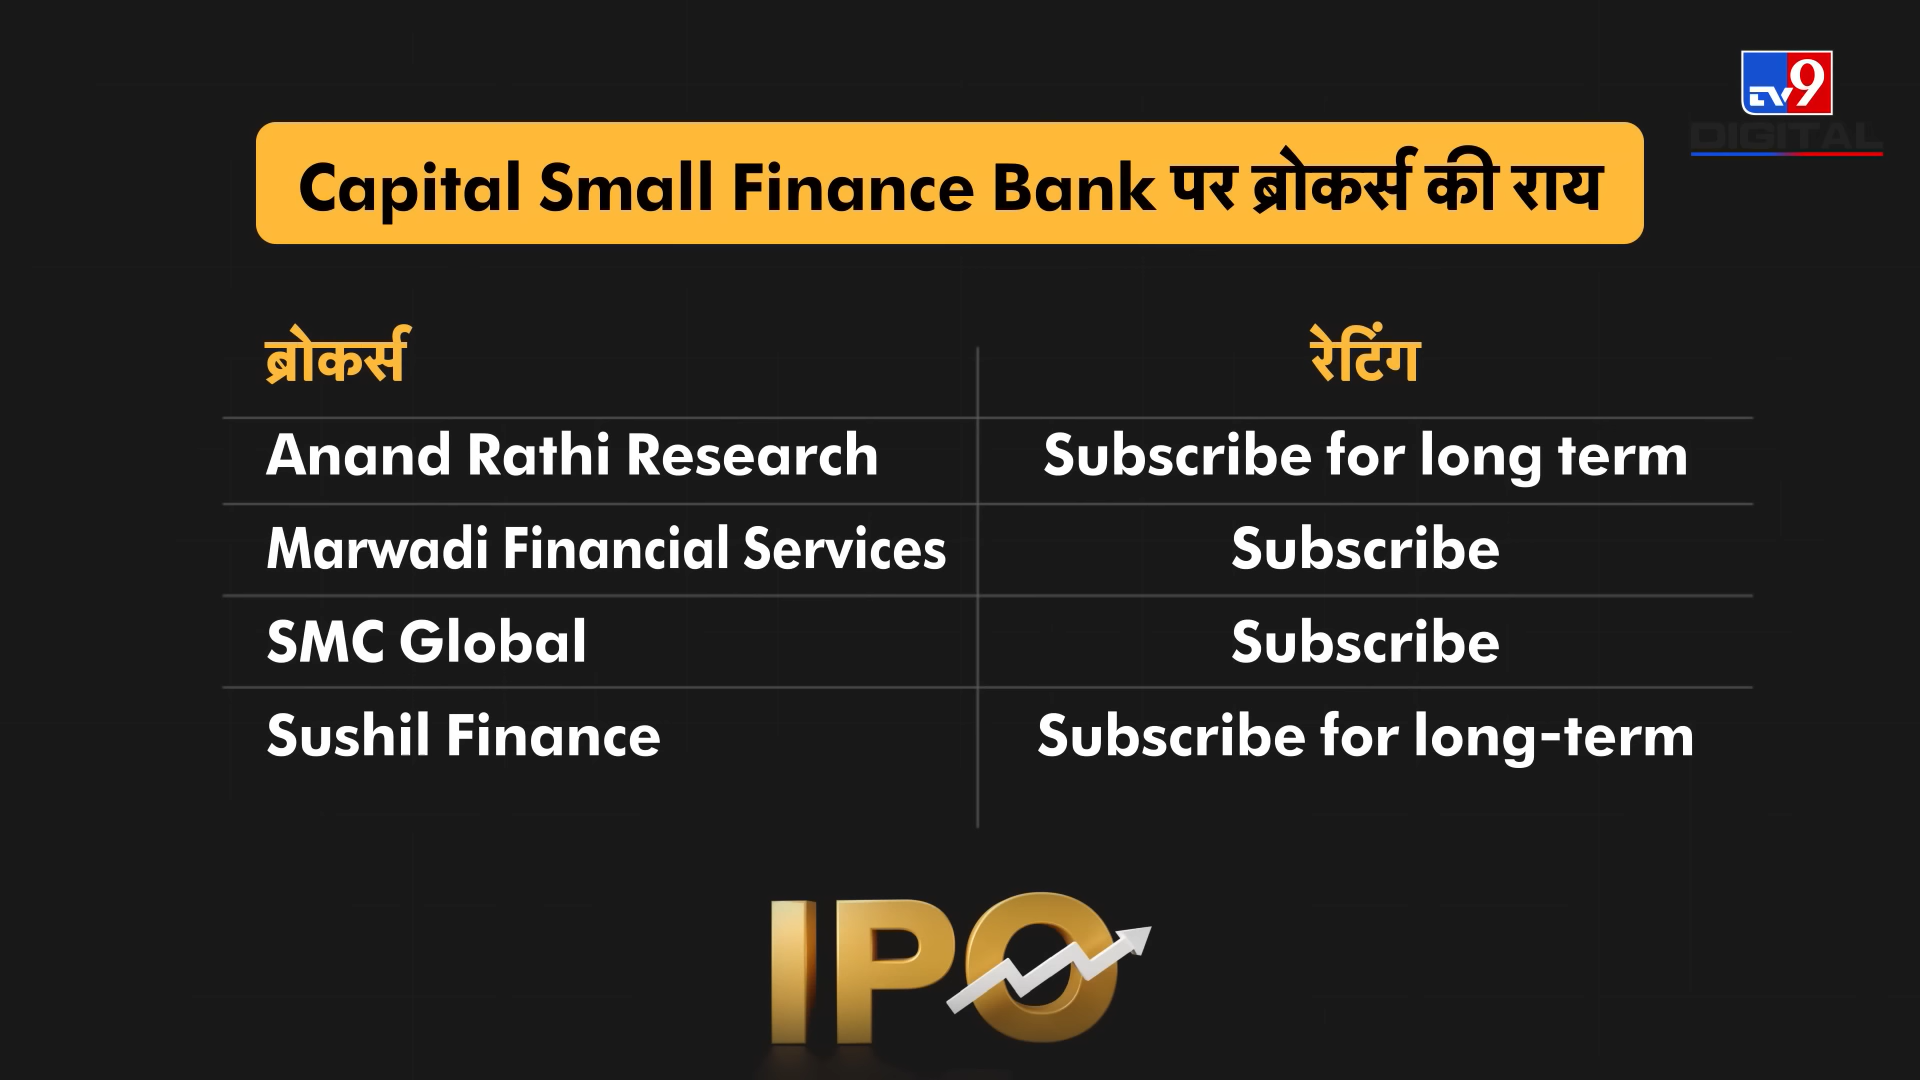 TV9
DIGITAL
Capital Small Finance Bank पर ब्रोकर्स की राय
ब्रोकर्स रेटिंग
Anand Rathi Research Subscribe for long term
Marwadi Financial Services Subscribe
SMC Global Subscribe
Sushil Finance Subscribe for long-term
IPO